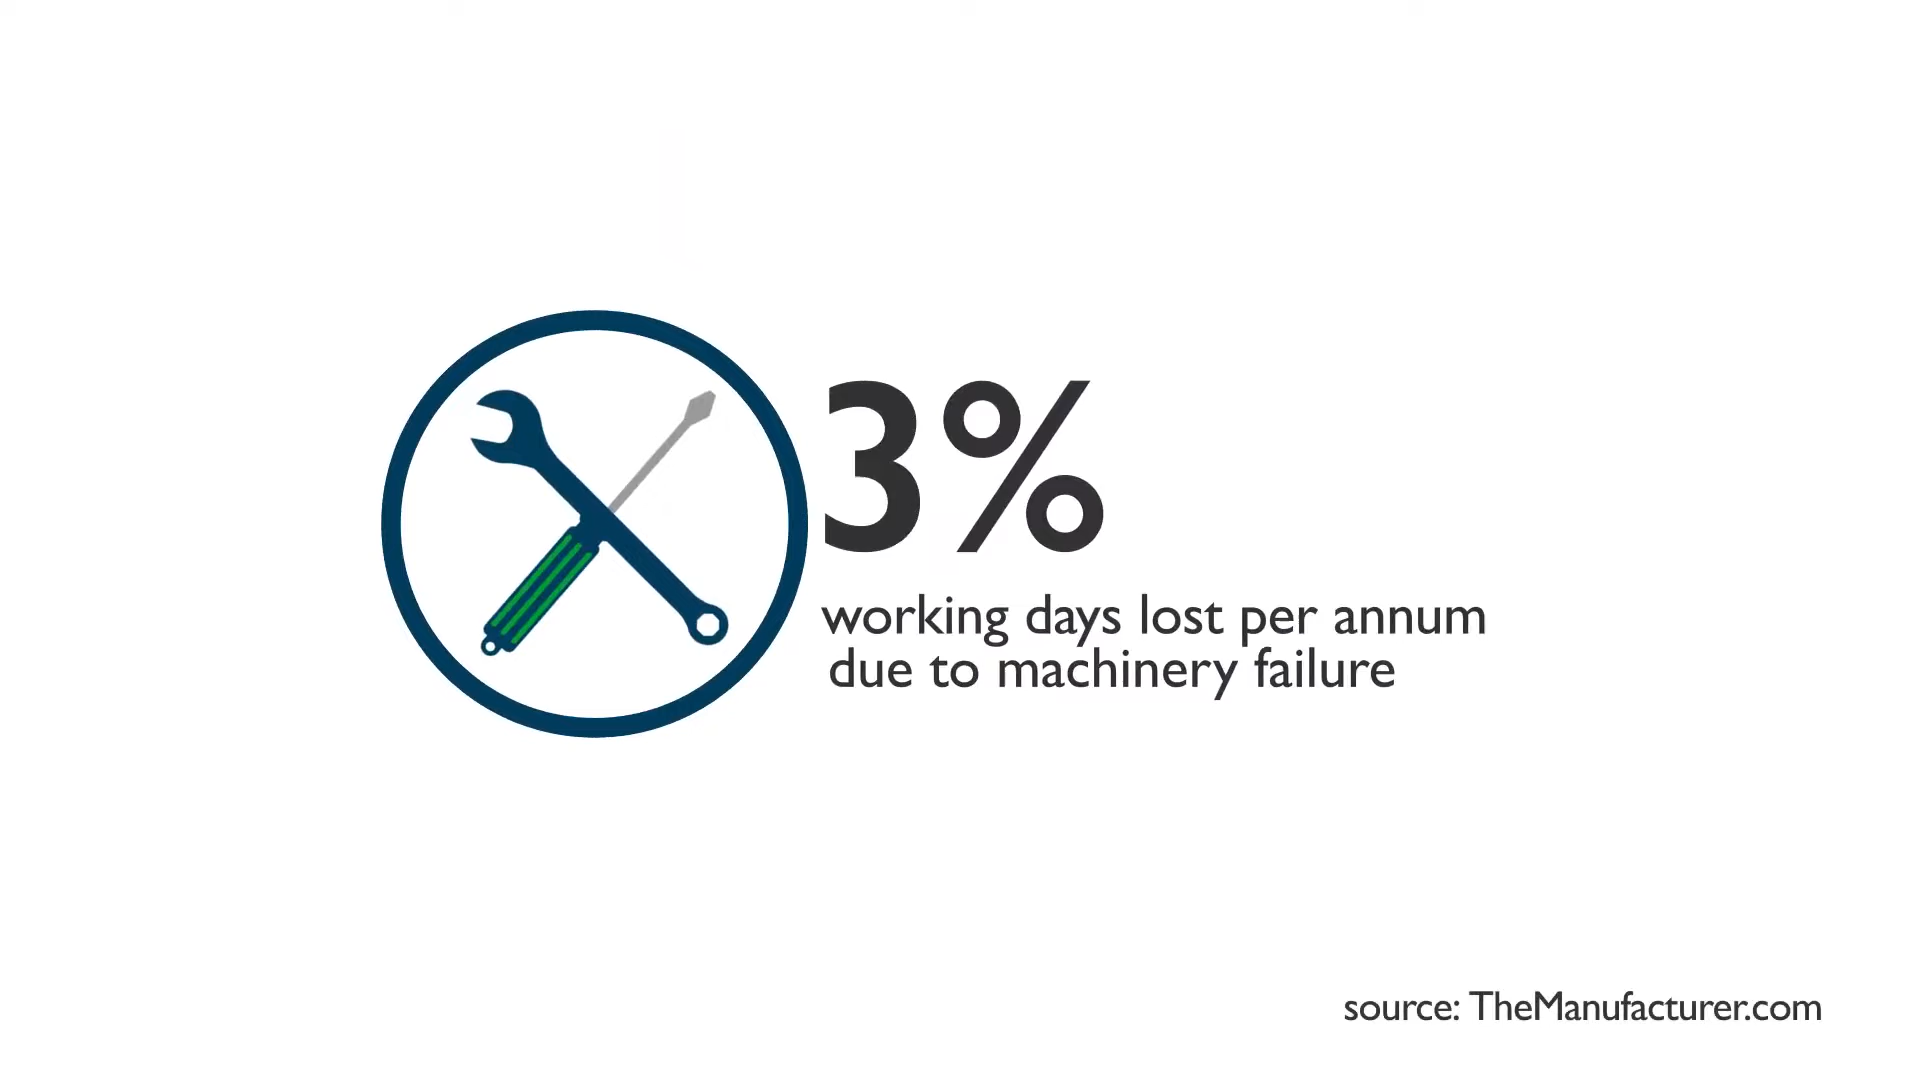 3%
working days lost per annum
due to machinery failure
source: TheManufacturer.com